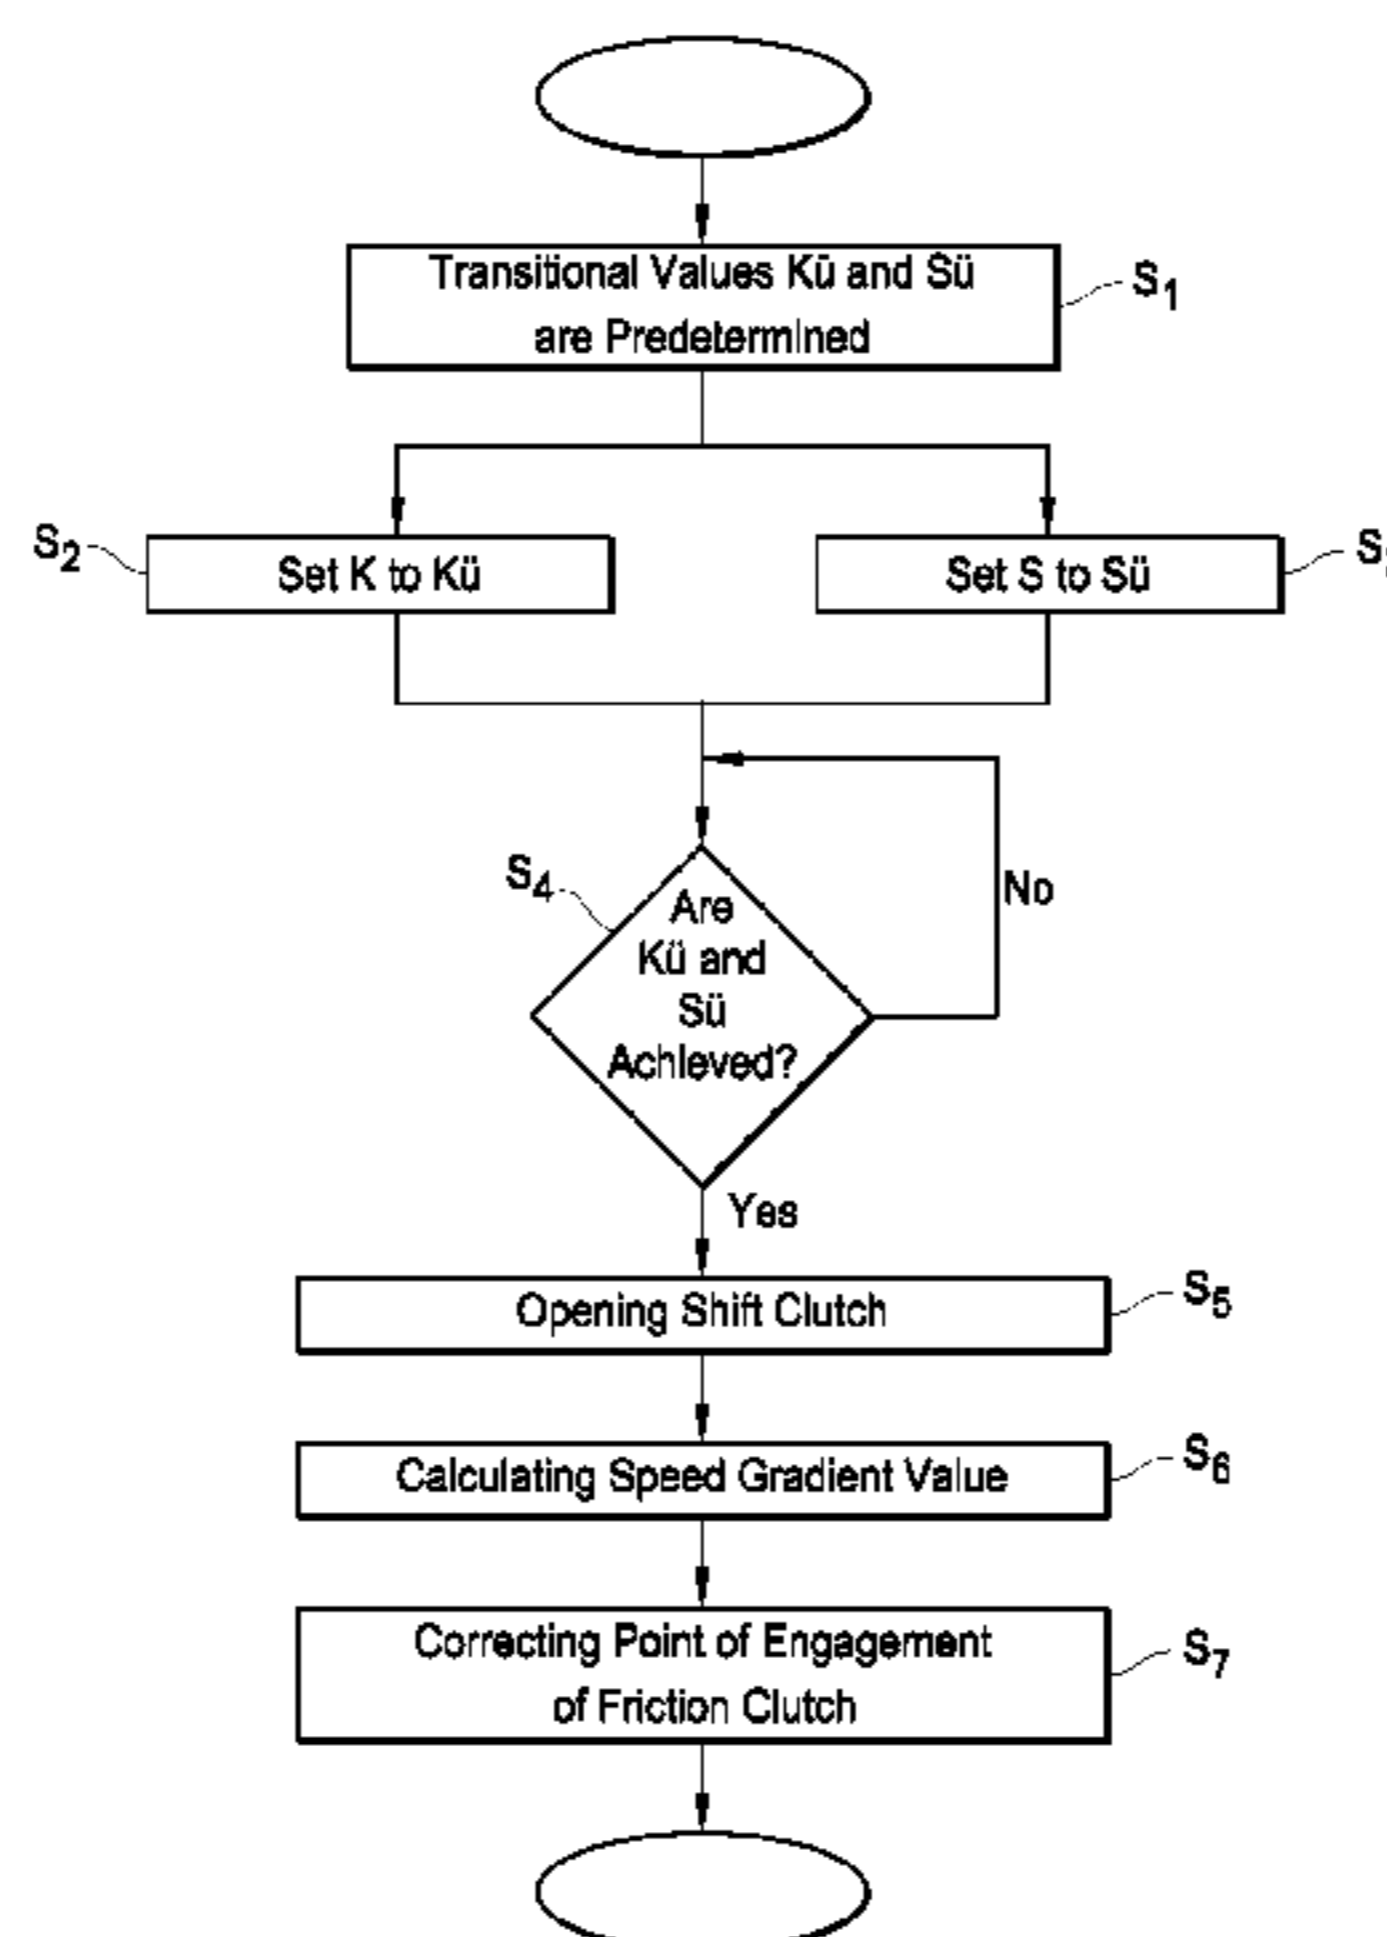 Transitional Values Kü and Sü
are Predetermined
S1
S2
Set K to Kü
Set S to Sü
S4
Are
Kü and
Sü
Achieved?
No
Yes
Opening Shift Clutch
S5
Calculating Speed Gradient Value
S6
Correcting Point of Engagement
of Friction Clutch
S7